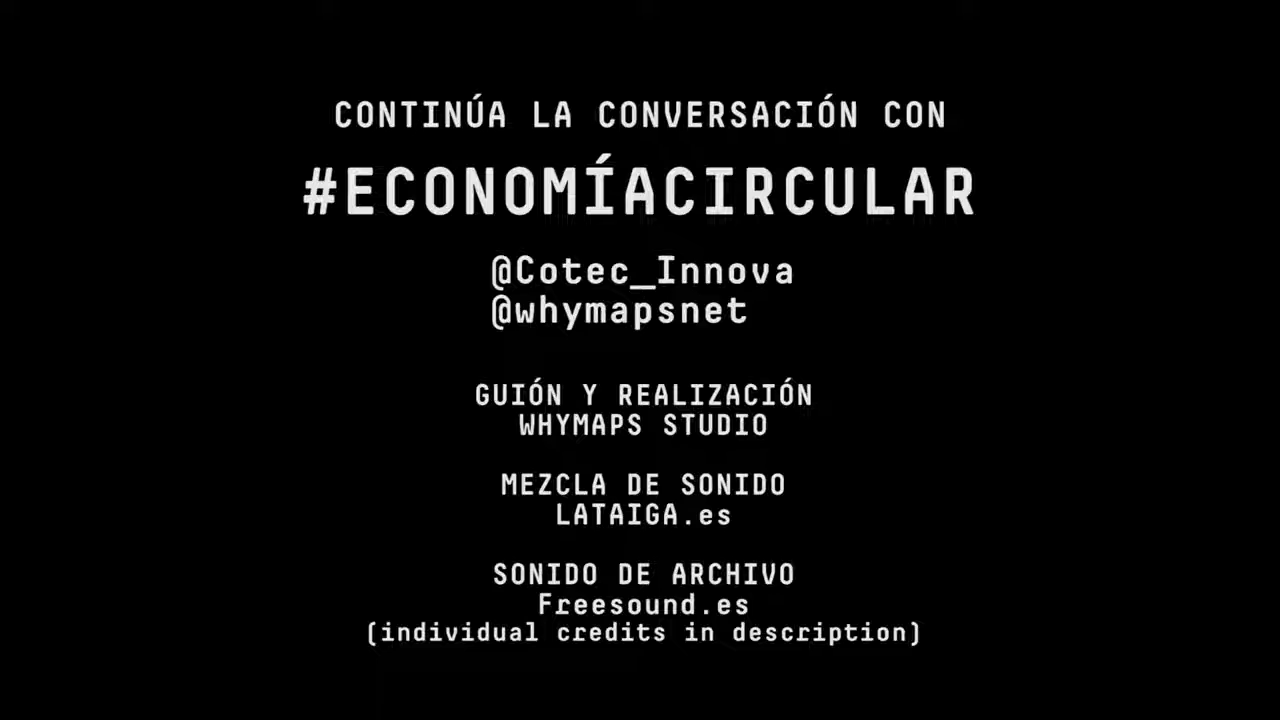 CONTINÚA LA CONVERSACIÓN CON
#ECONOMÍACIRCULAR
@Cotec_Innova
@whymapsnet
GUIÓN Y REALIZACIÓN
WHYMAPS STUDIO
MEZCLA DE SONIDO
LATAIGA.es
SONIDO DE ARCHIVO
Freesound.es
(individual credits in description)